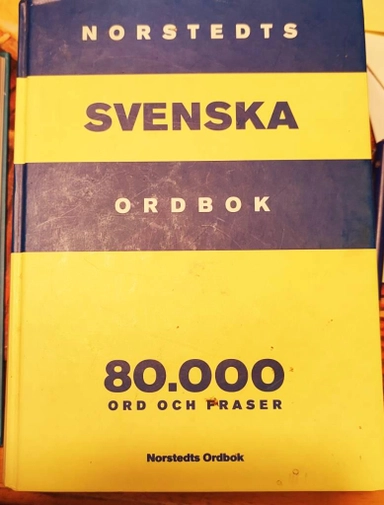 NORSTEDTS
SVENSKA
ORDBOK
80.000
ORD OCH FRASER
Norstedts Ordbok